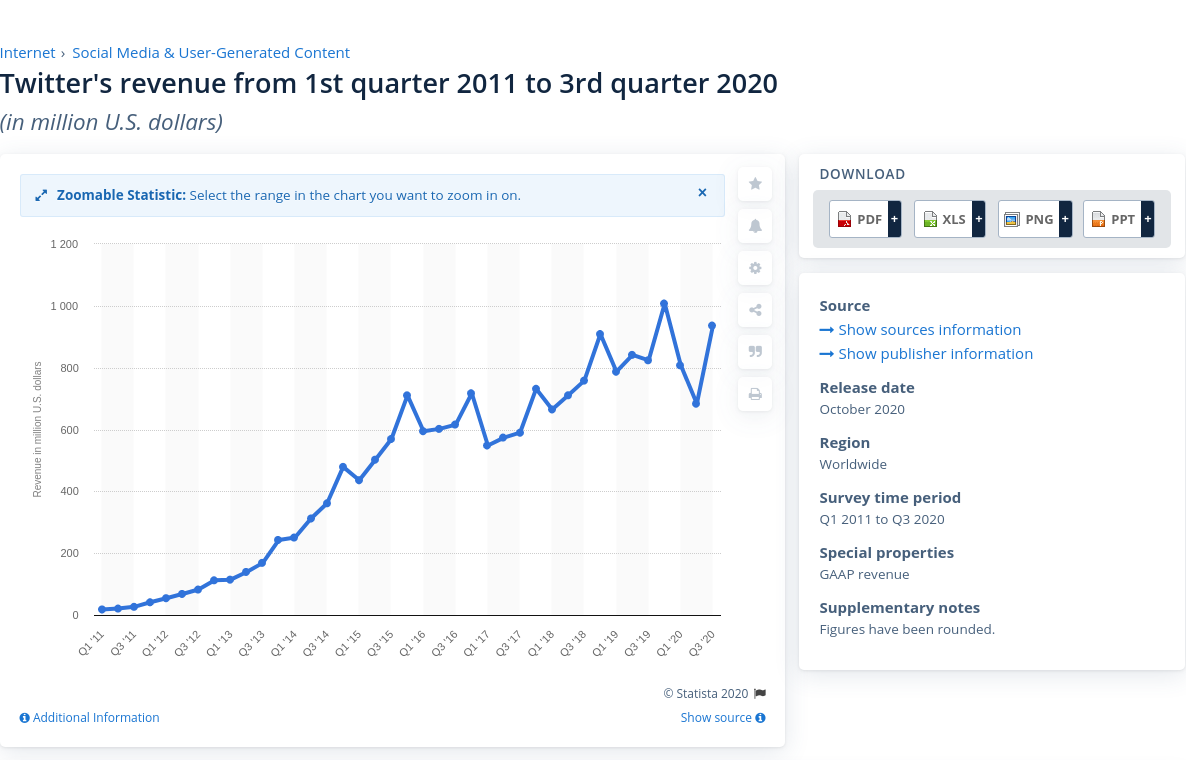 Internet › Social Media & User-Generated Content
Twitter's revenue from 1st quarter 2011 to 3rd quarter 2020
(in million U.S. dollars)
Zoomable Statistic: Select the range in the chart you want to zoom in on. ×
1 200
1 000
800
600
400
200
0
Revenue in million U.S. dollars
Q1 '11
Q3 '11
Q1 '12
Q3 '12
Q1 '13
Q3 '13
Q1 '14
Q3 '14
Q1 '15
Q3 '15
Q1 '16
Q3 '16
Q1 '17
Q3 '17
Q1 '18
Q3 '18
Q1 '19
Q3 '19
Q1 '20
Q3 '20
© Statista 2020
Additional Information
Show source
DOWNLOAD
PDF + XLS + PNG + PPT +
Source
Show sources information
Show publisher information
Release date
October 2020
Region
Worldwide
Survey time period
Q1 2011 to Q3 2020
Special properties
GAAP revenue
Supplementary notes
Figures have been rounded.